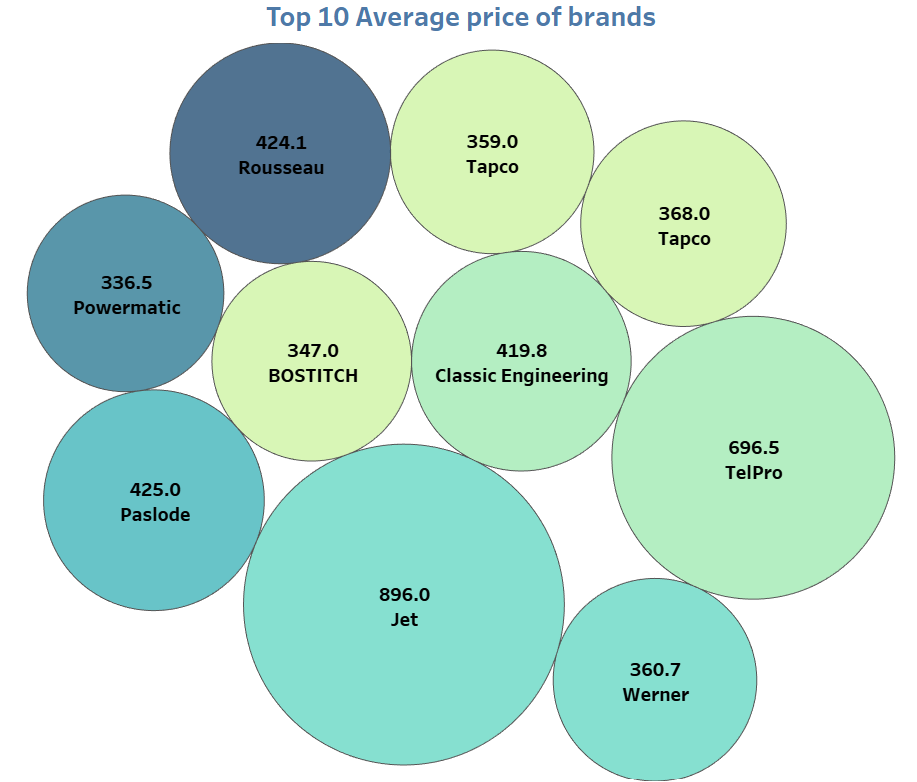 Top 10 Average price of brands
424.1
Rousseau
359.0
Tapco
368.0
Tapco
336.5
Powermatic
347.0
BOSTITCH
419.8
Classic Engineering
696.5
TelPro
425.0
Paslode
896.0
Jet
360.7
Werner